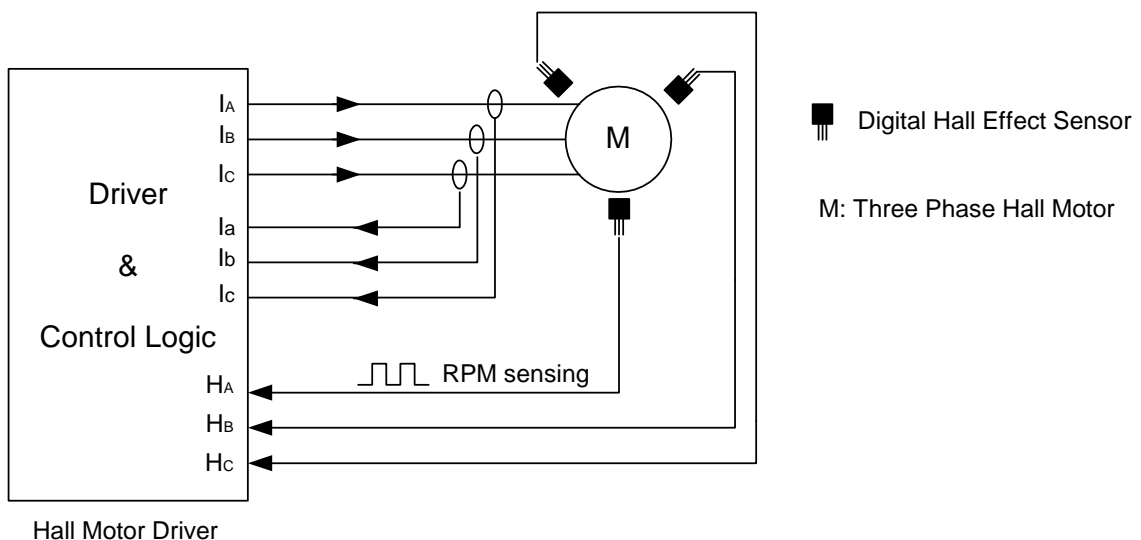 IA
IB
IC
Driver
&
Control Logic
Ia
Ib
Ic
HA
HB
HC
RPM sensing
M
Digital Hall Effect Sensor
M: Three Phase Hall Motor
Hall Motor Driver